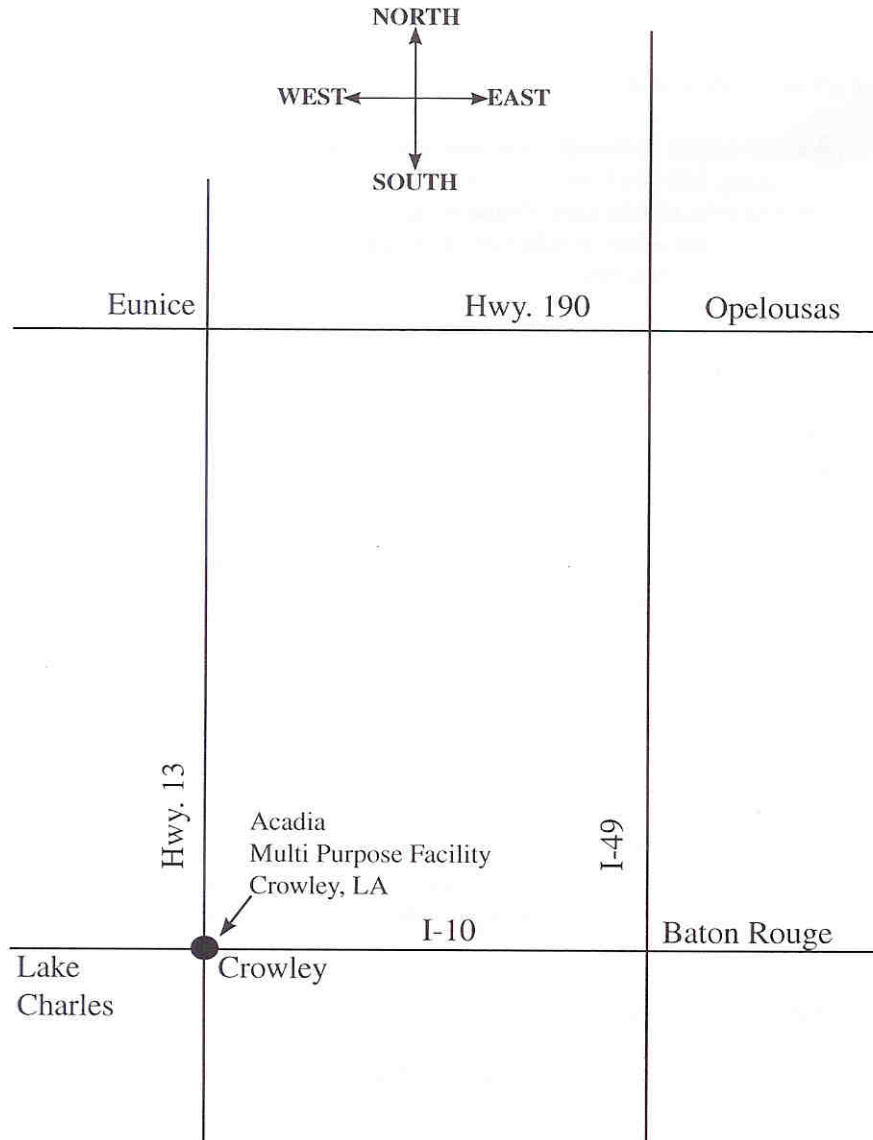 NORTH
WEST EAST
SOUTH
Eunice Hwy. 190 Opelousas
Hwy. 13
Acadia
Multi Purpose Facility
Crowley, LA
I-49
I-10 Baton Rouge
Lake
Charles
Crowley